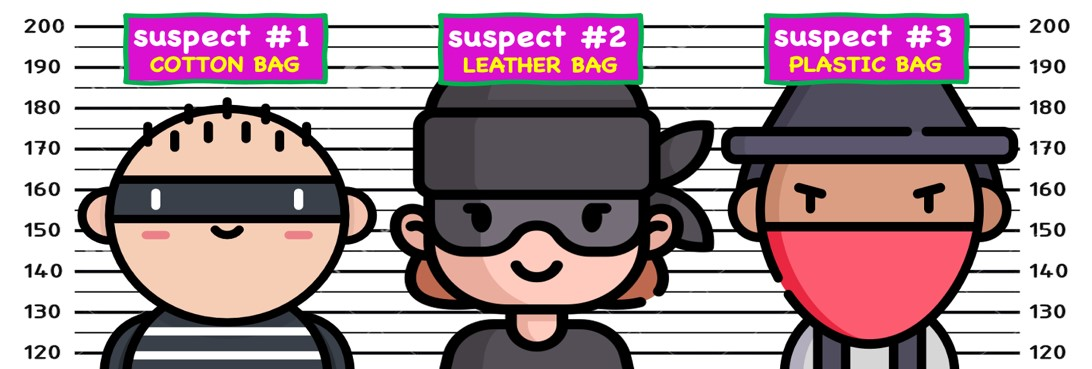 suspect #1
COTTON BAG
suspect #2
LEATHER BAG
suspect #3
PLASTIC BAG
200 200
190 190
180 180
170 170
160 160
150 150
140 140
130 130
120 120